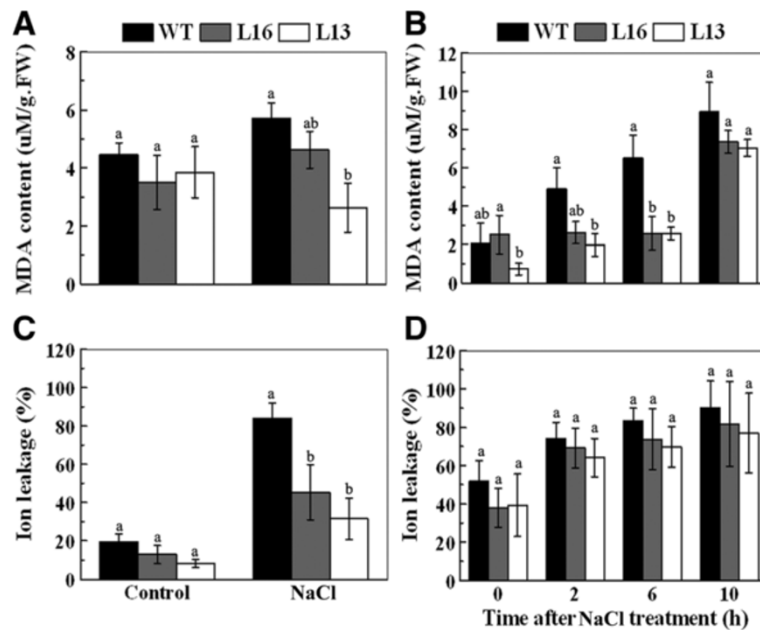 A
WT L16 L13
MDA content (uM/g.FW)
8
6
4
2
0
a
a
a
a
ab
b
B
WT L16 L13
MDA content (uM/g.FW)
12
10
8
6
4
2
0
ab
a
b
a
ab
b
a
b
b
a
a
a
C
Ion leakage (%)
120
100
80
60
40
20
0
a
a
a
a
b
b
Control NaCl
D
Ion leakage (%)
120
100
80
60
40
20
0
a
a
a
a
a
a
a
a
a
a
a
a
0 2 6 10
Time after NaCl treatment (h)